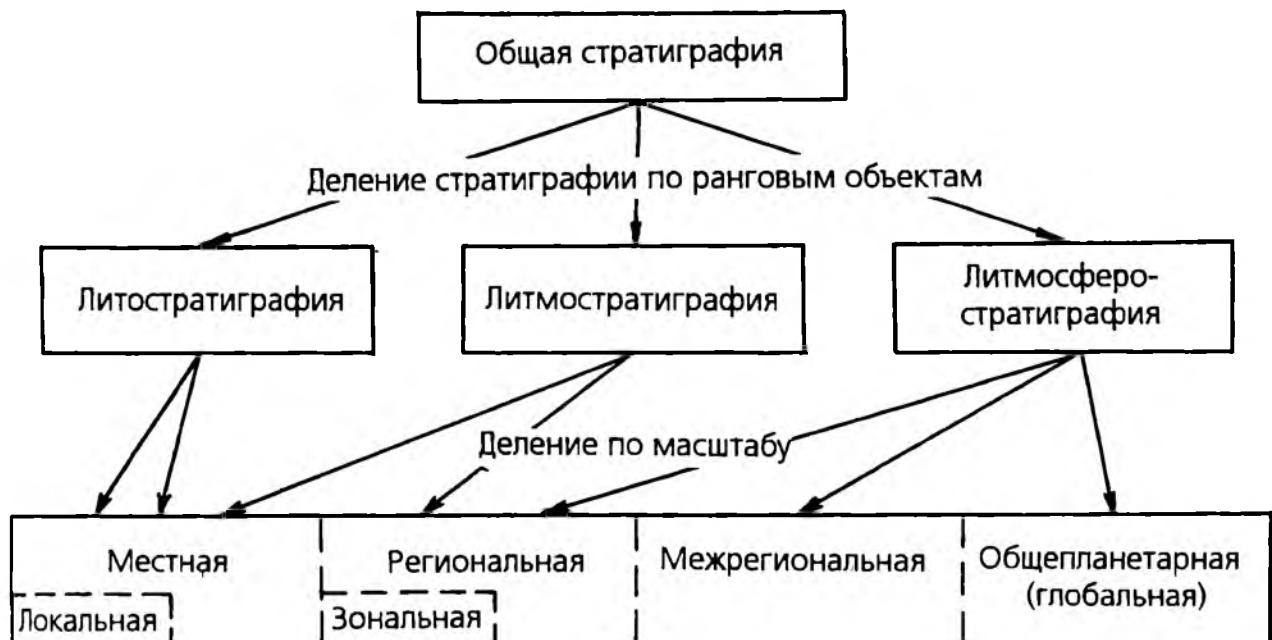 Общая стратиграфия
Деление стратиграфии по ранговым объектам
Литостратиграфия
Литмостратиграфия
Литмосферо-
стратиграфия
Деление по масштабу
Местная
Региональная
Межрегиональная
Общепланетарная
(глобальная)
Локальная
Зональная